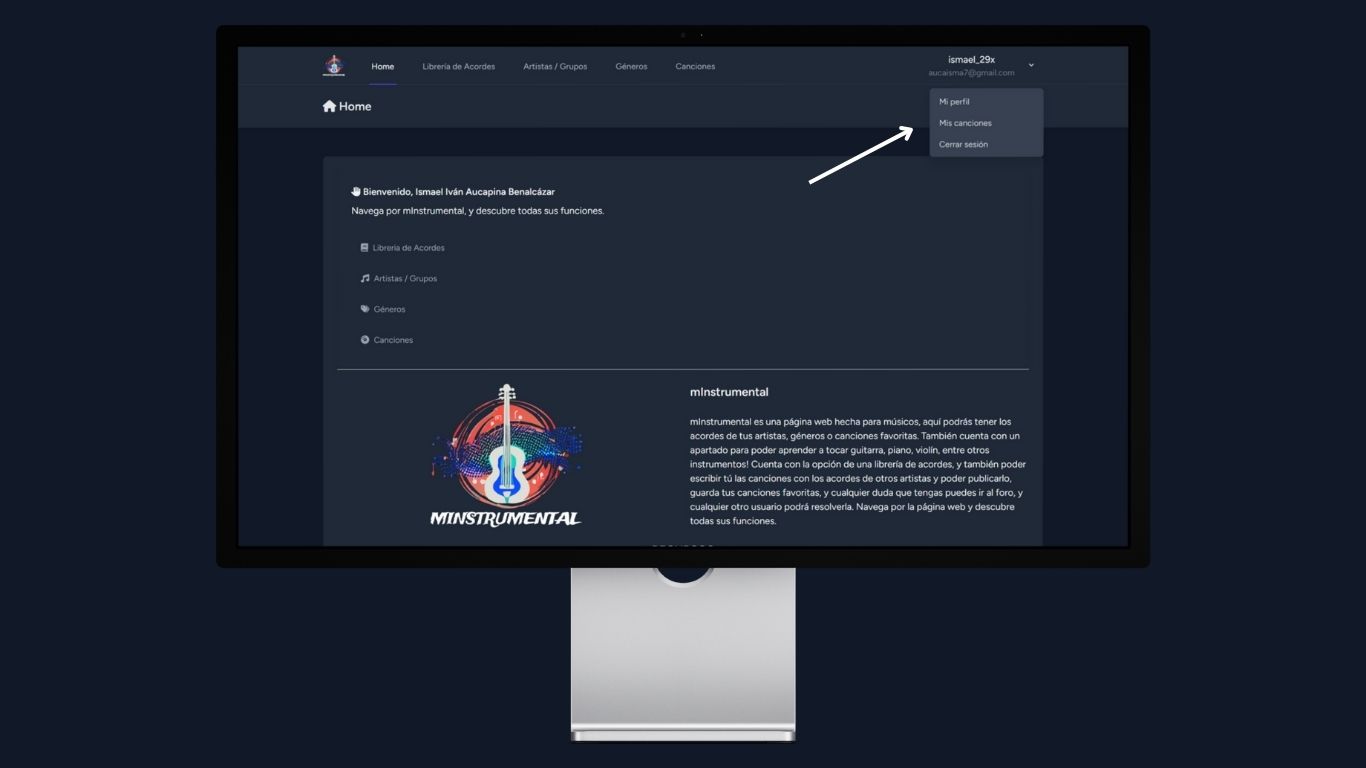 Home
Librería de Acordes
Artistas / Grupos
Géneros
Canciones
ismael_29x
aucaisma7@gmail.com
Home
Mi perfil
Mis canciones
Cerrar sesión
Bienvenido, Ismael Iván Aucapina Benalcázar
Navega por mInstrumental, y descubre todas sus funciones.
Librería de Acordes
Artistas / Grupos
Géneros
Canciones
MINSTRUMENTAL
mInstrumental
mInstrumental es una página web hecha para músicos, aquí podrás tener los
acordes de tus artistas, géneros o canciones favoritas. También cuenta con un
apartado para poder aprender a tocar guitarra, piano, violín, entre otros
instrumentos! Cuenta con la opción de una librería de acordes, y también poder
escribir tú las canciones con los acordes de otros artistas y poder publicarlo,
guarda tus canciones favoritas, y cualquier duda que tengas puedes ir al foro, y
cualquier otro usuario podrá resolverla. Navega por la página web y descubre
todas sus funciones.